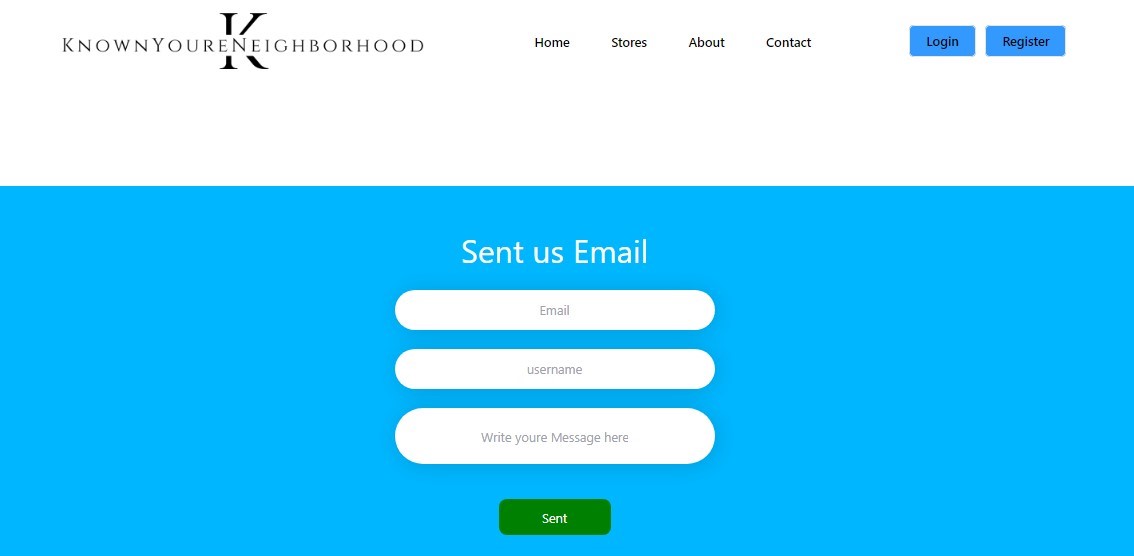 KNOWNYOURENEIGHBORHOOD
K
Home Stores About Contact Login Register
Sent us Email
Email
username
Write youre Message here
Sent